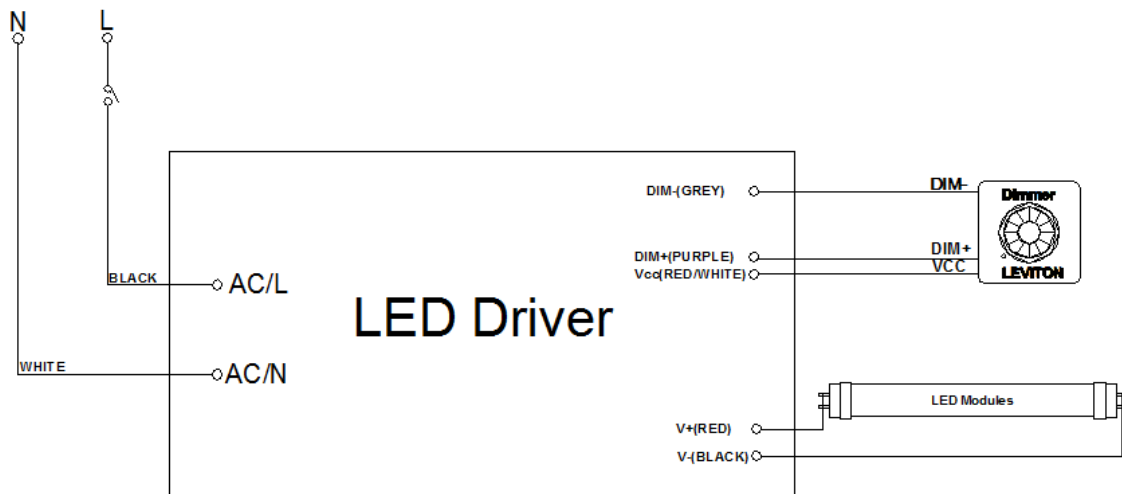 N
L
DIM-(GREY)
DIM-
Dimmer
DIM+(PURPLE)
DIM+
Vcc(RED/WHITE)
VCC
LEVITON
BLACK
AC/L
LED Driver
WHITE
AC/N
LED Modules
V+(RED)
V-(BLACK)